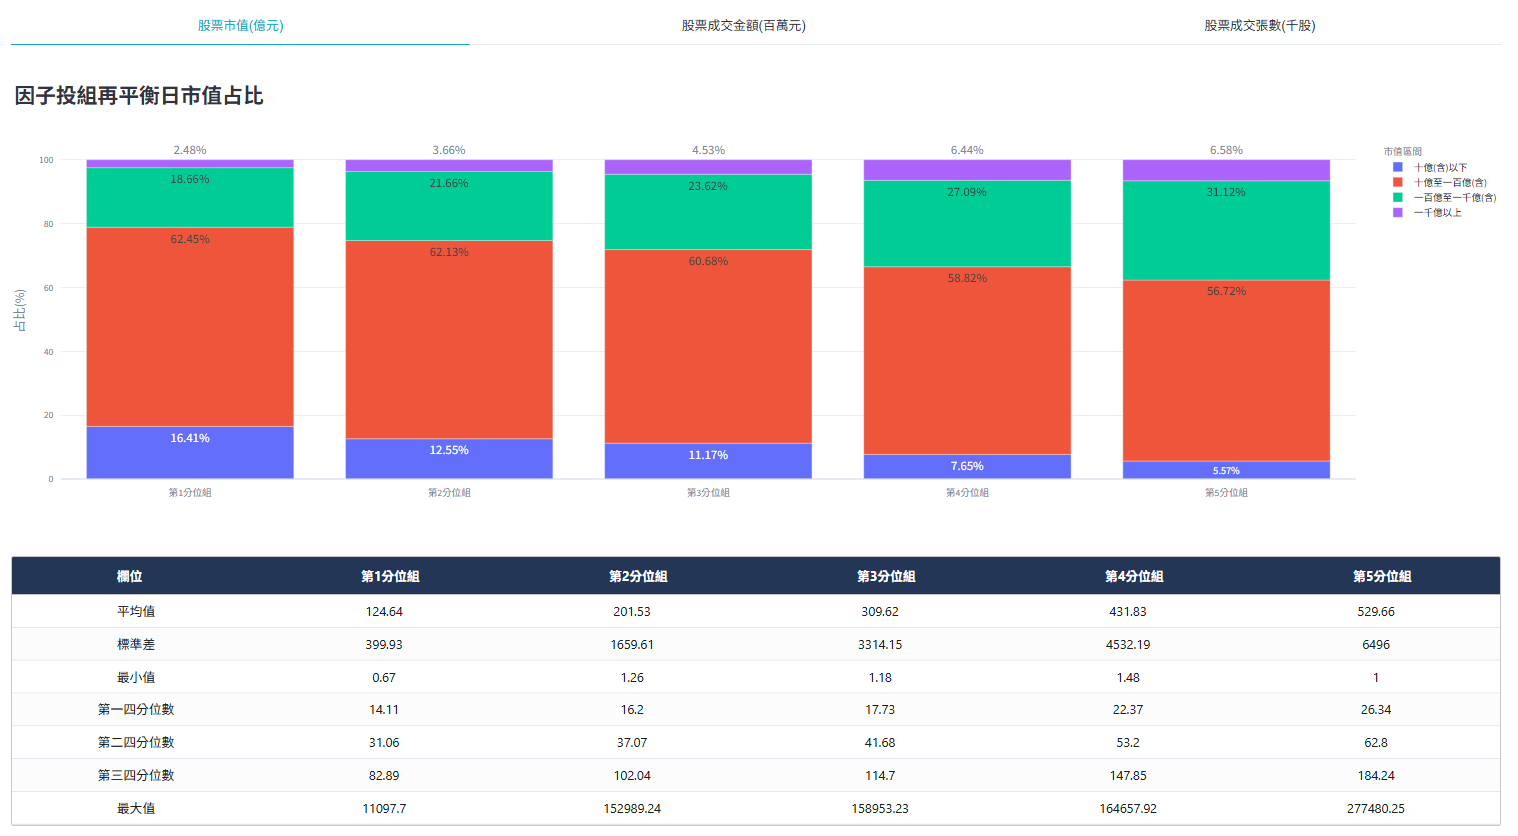 股票市值(億元) 股票成交金額(百萬元) 股票成交張數(千股)
因子投組再平衡日市值占比
2.48% 3.66% 4.53% 6.44% 6.58%
市值區間
十億(含)以下
十億至一百億(含)
一百億至一千億(含)
一千億以上
100
80
60
40
20
0
占比(%)
18.66% 21.66% 23.62% 27.09% 31.12%
62.45% 62.13% 60.68% 58.82% 56.72%
16.41% 12.55% 11.17% 7.65% 5.57%
第1分位組 第2分位組 第3分位組 第4分位組 第5分位組
欄位 第1分位組 第2分位組 第3分位組 第4分位組 第5分位組
平均值 124.64 201.53 309.62 431.83 529.66
標準差 399.93 1659.61 3314.15 4532.19 6496
最小值 0.67 1.26 1.18 1.48 1
第一四分位數 14.11 16.2 17.73 22.37 26.34
第二四分位數 31.06 37.07 41.68 53.2 62.8
第三四分位數 82.89 102.04 114.7 147.85 184.24
最大值 11097.7 152989.24 158953.23 164657.92 277480.25